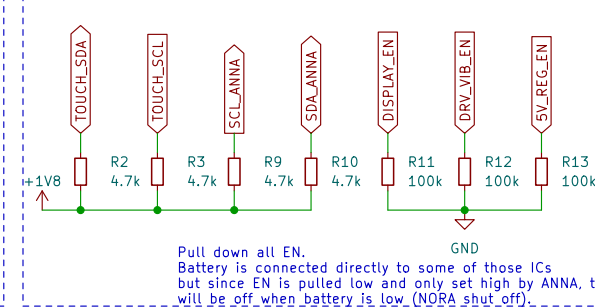 TOUCH_SDA
TOUCH_SCL
SCL_ANNA
SDA_ANNA
DISPLAY_EN
DRV_VIB_EN
5V_REG_EN
R2
4.7k
R3
4.7k
R9
4.7k
R10
4.7k
R11
100k
R12
100k
R13
100k
+1V8
GND
Pull down all EN.
Battery is connected directly to some of those ICs
but since EN is pulled low and only set high by ANNA, t
will be off when battery is low (NORA shut off).